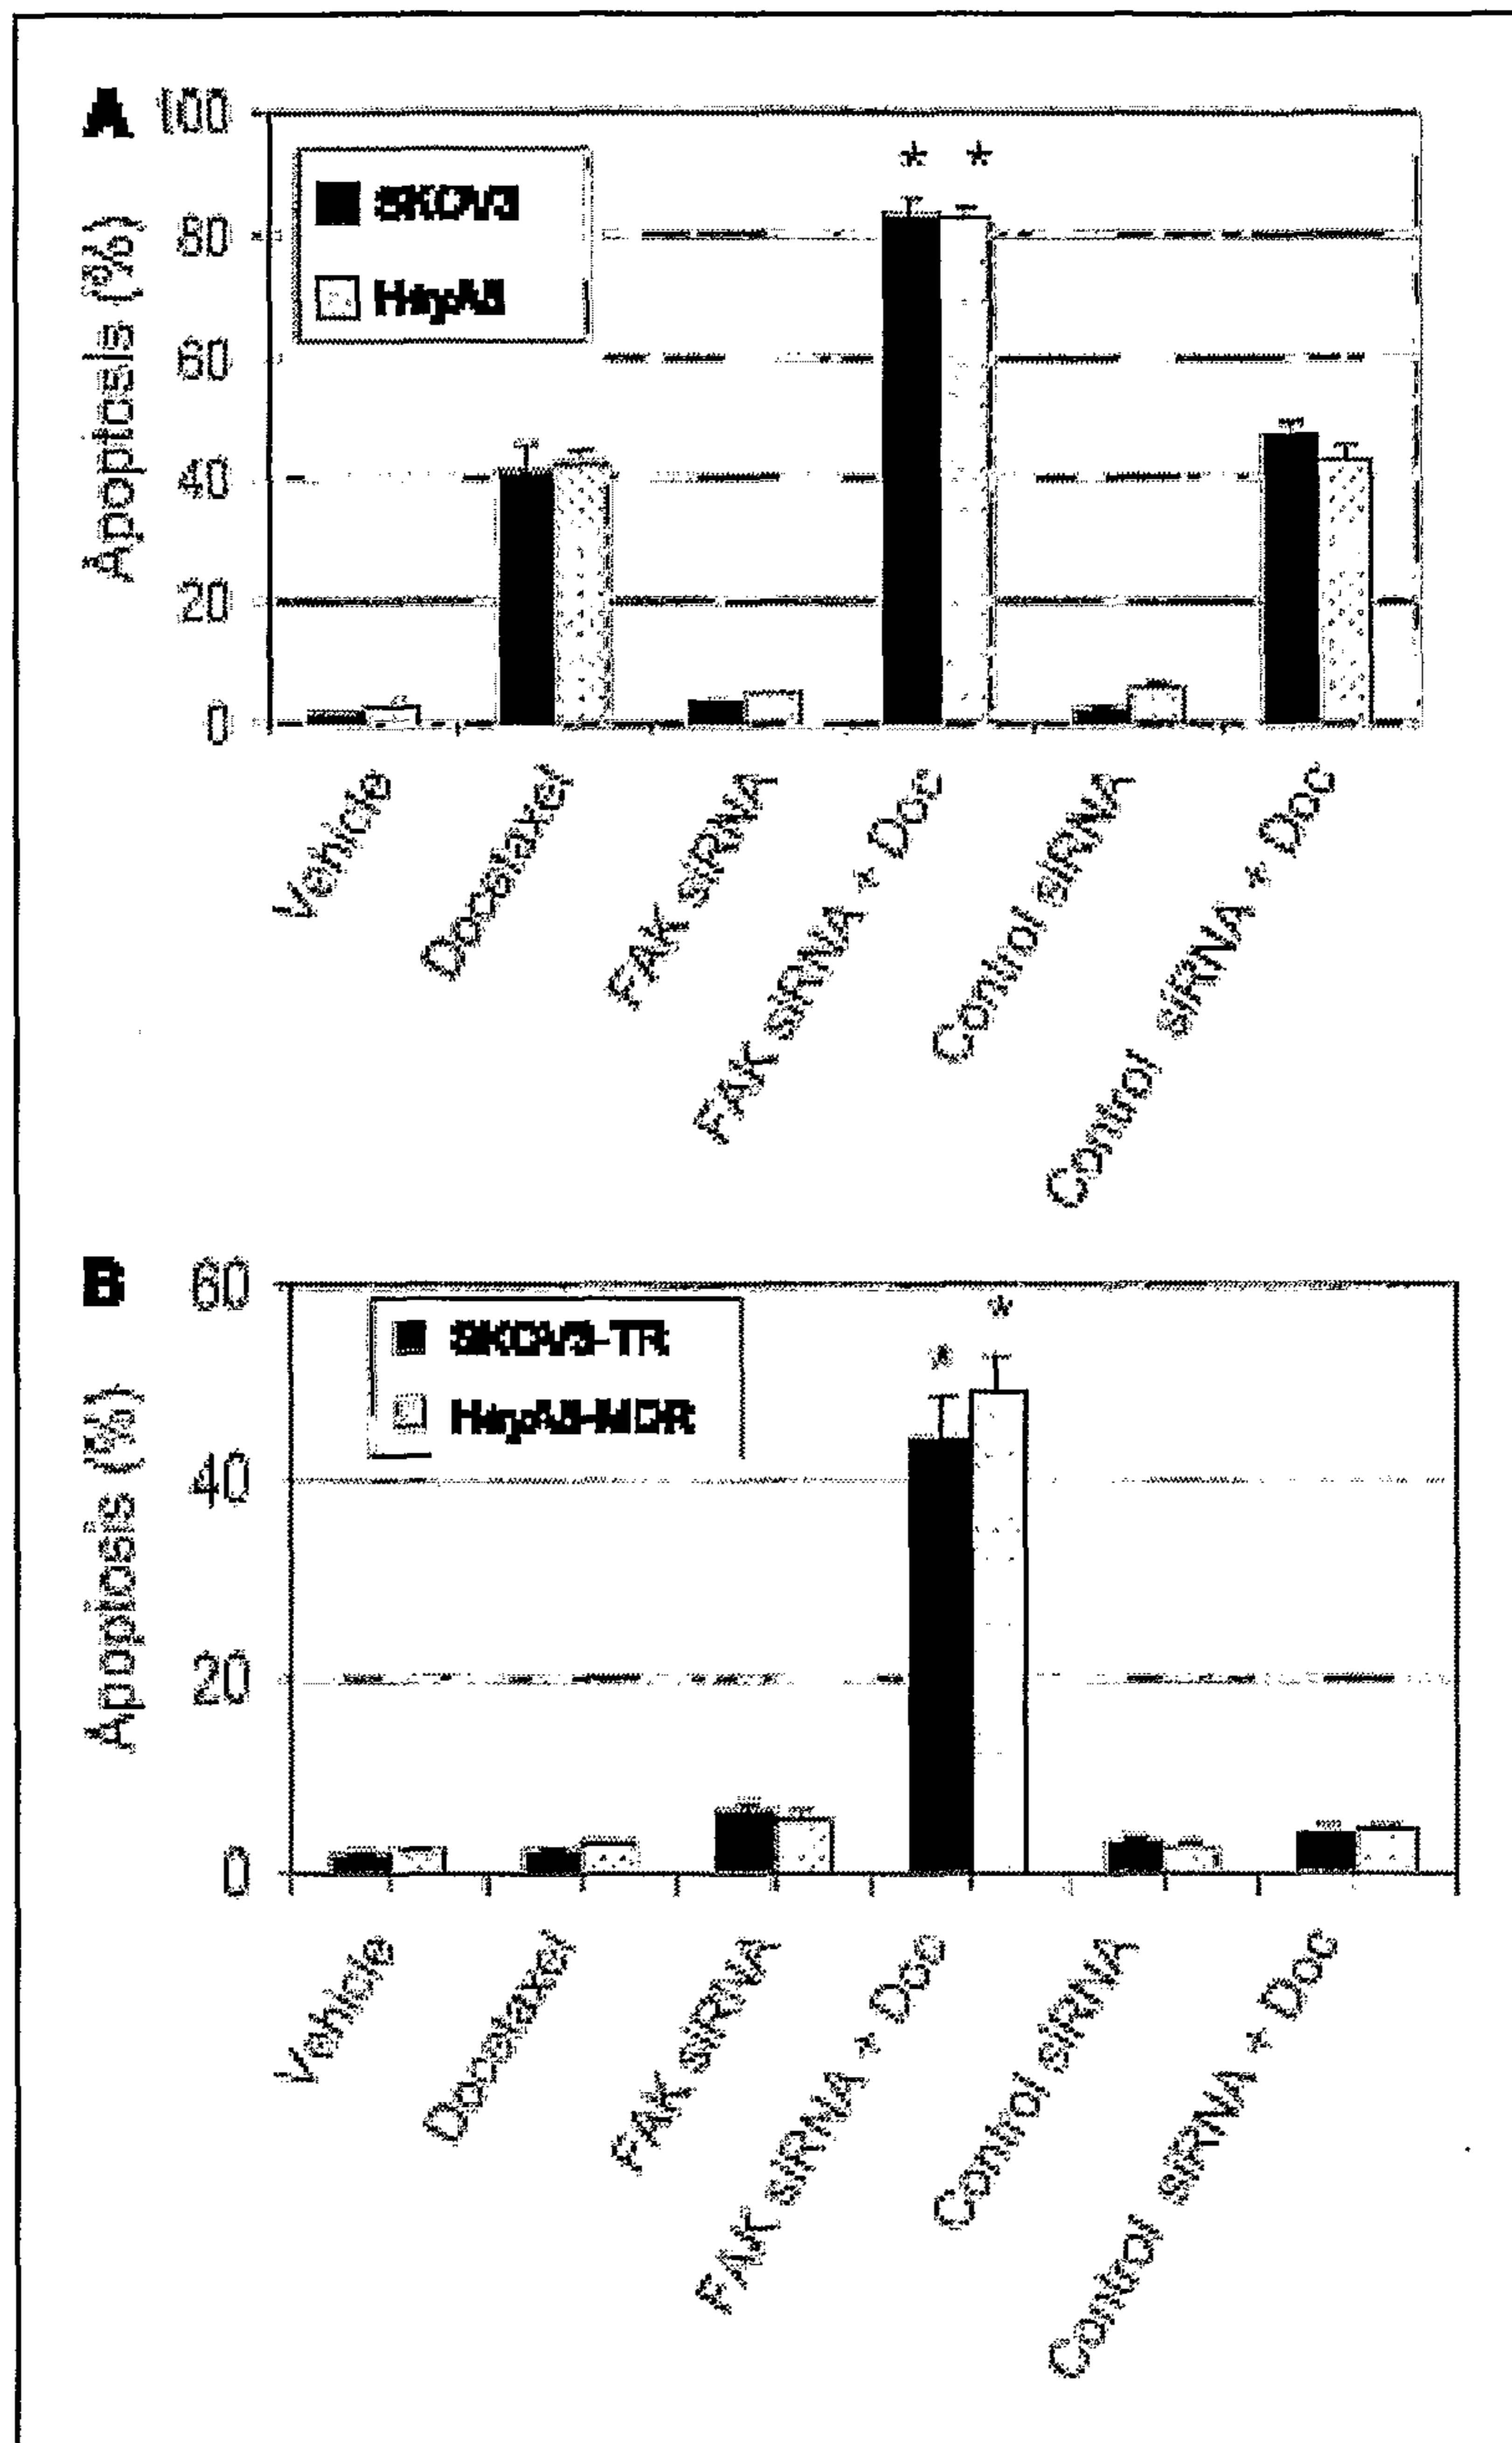 A
100
80
60
40
20
0
Apoptosis (%)
SKOV3
HeyA8
* *
Vehicle
Docetaxel
FAK siRNA
FAK siRNA + Doc
Control siRNA
Control siRNA + Doc
B
60
40
20
0
Apoptosis (%)
SKOV3-TR
HeyA8-MDR
* *
Vehicle
Docetaxel
FAK siRNA
FAK siRNA + Doc
Control siRNA
Control siRNA + Doc